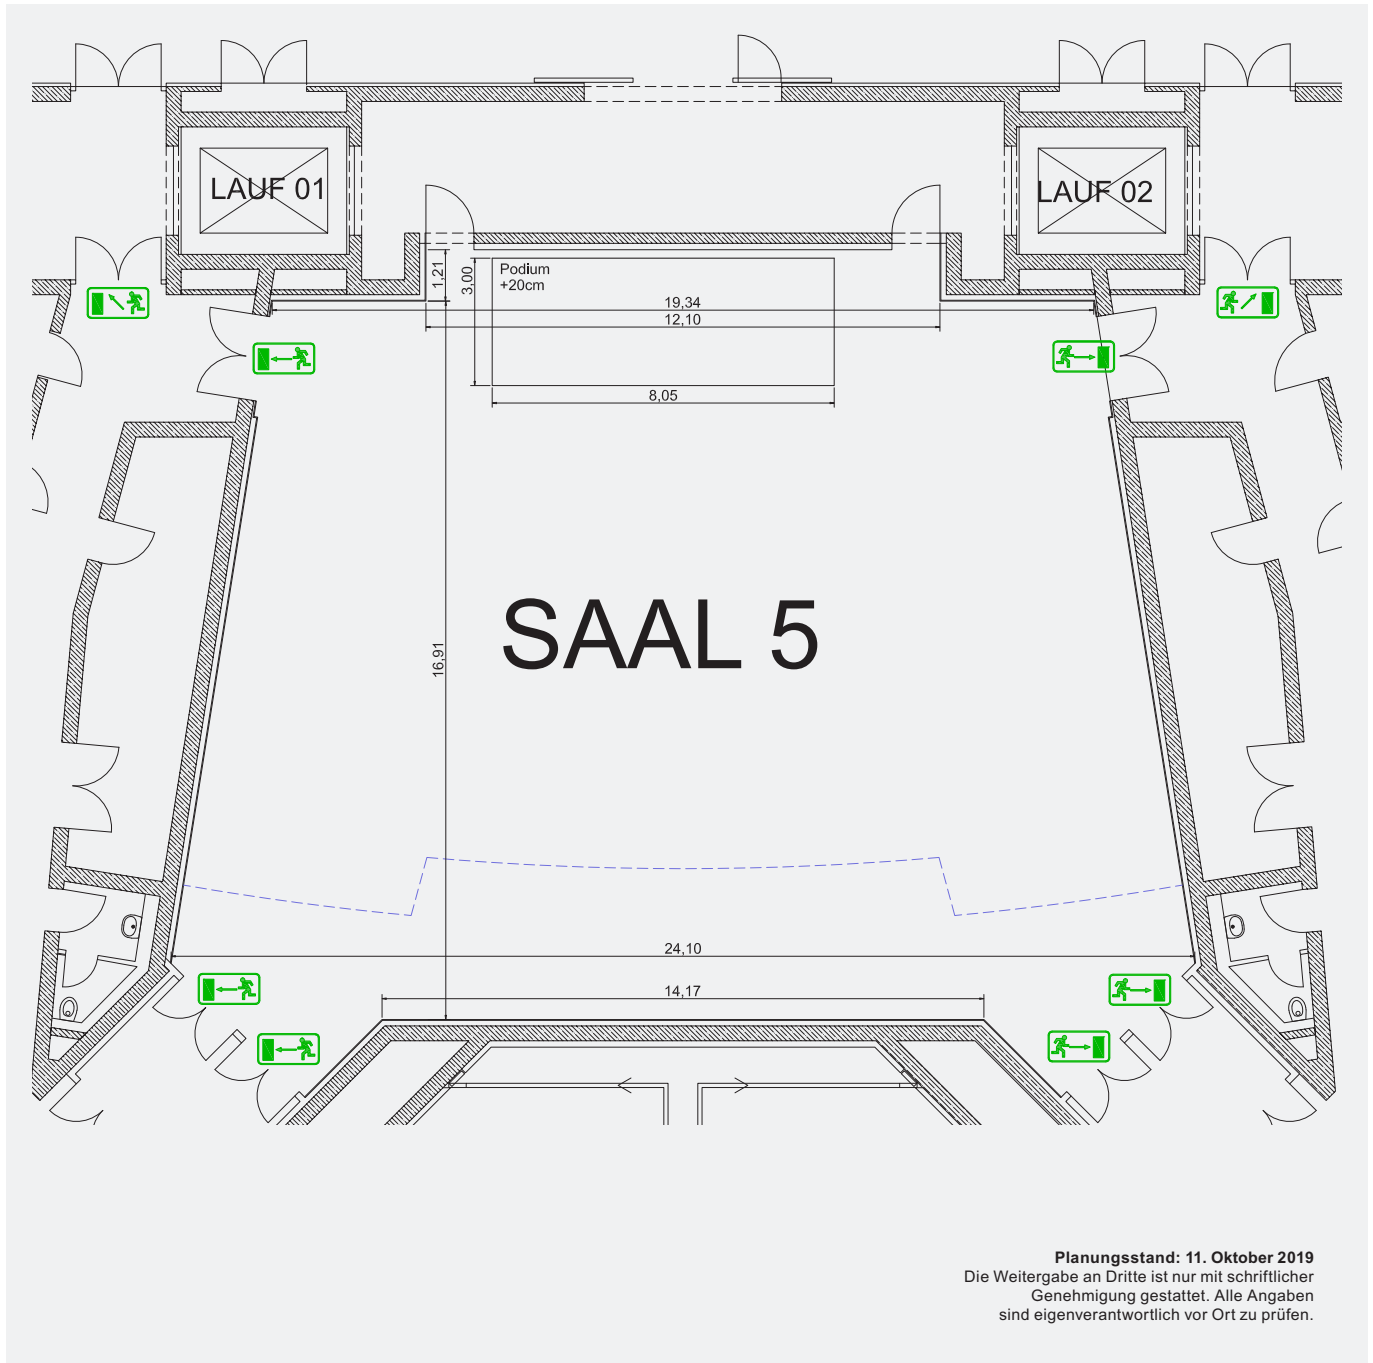 LAUF 01
LAUF 02
1,21
3,00
Podium
+20cm
19,34
12,10
8,05
SAAL 5
16,91
24,10
14,17
Planungsstand: 11. Oktober 2019
Die Weitergabe an Dritte ist nur mit schriftlicher
Genehmigung gestattet. Alle Angaben
sind eigenverantwortlich vor Ort zu prüfen.